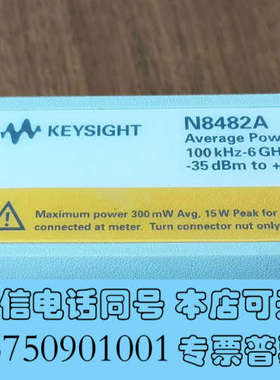 KEYSIGHT
N8482A
Average Pow
100 kHz-6 GH
-35 dBm to +
Maximum power 300 mW Avg, 15 W Peak for
connected at meter. Turn connector nut only
信电话同号 本店可
750901001 专票普